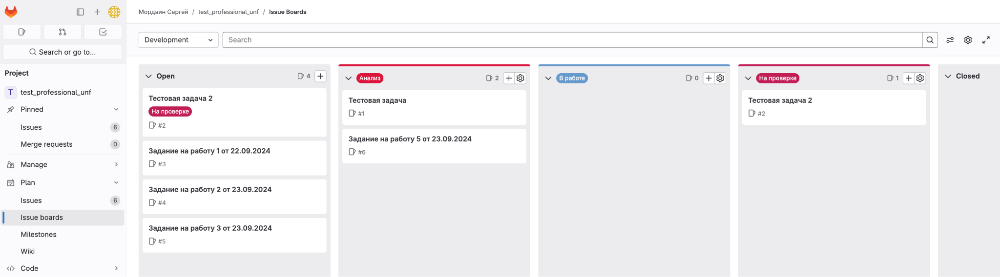 Мордвин Сергей / test_professional_unf / Issue Boards
Search or go to...
Project
T test_professional_unf
Pinned
Issues 6
Merge requests 0
Manage
Plan
Issues 6
Issue boards
Milestones
Wiki
Code
Development
Search
Open 4
Тестовая задача 2
На проверке
#2
Задание на работу 1 от 22.09.2024
#3
Задание на работу 2 от 23.09.2024
#4
Задание на работу 3 от 23.09.2024
#5
Анализ 2
Тестовая задача
#1
Задание на работу 5 от 23.09.2024
#6
В работе 0
На проверке 1
Тестовая задача 2
#2
Closed